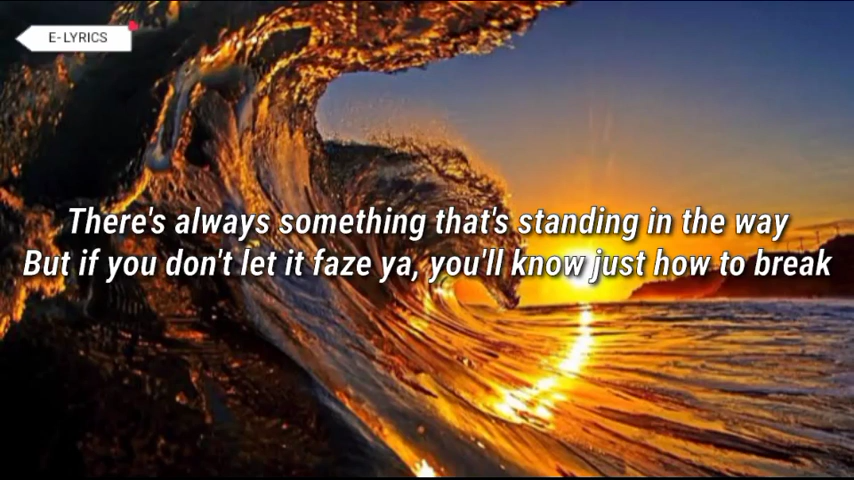 E-LYRICS
There's always something that's standing in the way
But if you don't let it faze ya, you'll know just how to break